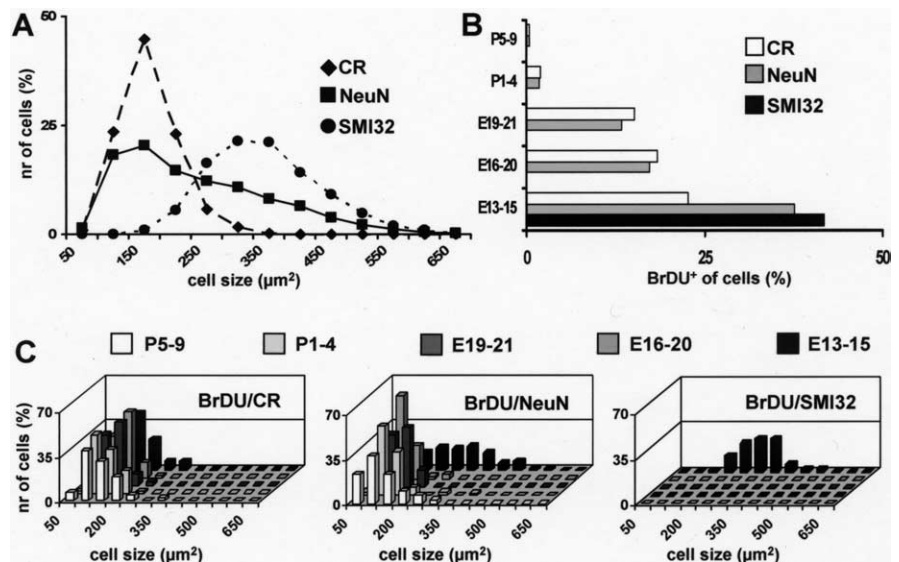 A
nr of cells (%)
50
25
0
CR
NeuN
SMI32
50 150 250 350 450 550 650
cell size (µm²)
B
P5-9
P1-4
E19-21
E16-20
E13-15
CR
NeuN
SMI32
0 25 50
BrDU⁺ of cells (%)
C
P5-9 P1-4 E19-21 E16-20 E13-15
nr of cells (%)
70
35
0
BrDU/CR
50 200 350 500 650
cell size (µm²)
70
35
0
BrDU/NeuN
50 200 350 500 650
cell size (µm²)
70
35
0
BrDU/SMI32
50 200 350 500 650
cell size (µm²)